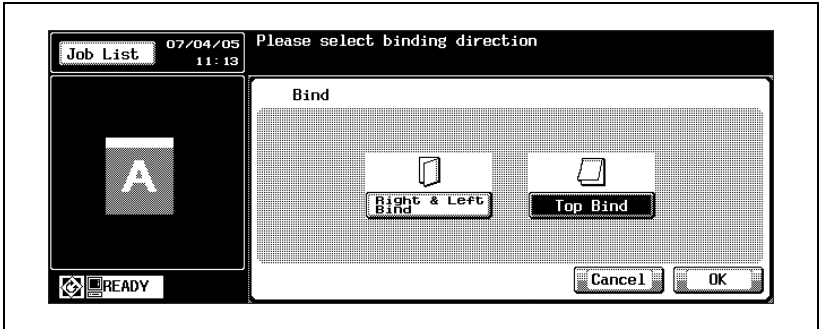 Job List
07/04/05
11:13
Please select binding direction
Bind
A
Right & Left
Bind
Top Bind
READY
Cancel
OK